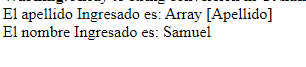 El apellido Ingresado es: Array [Apellido]
El nombre Ingresado es: Samuel